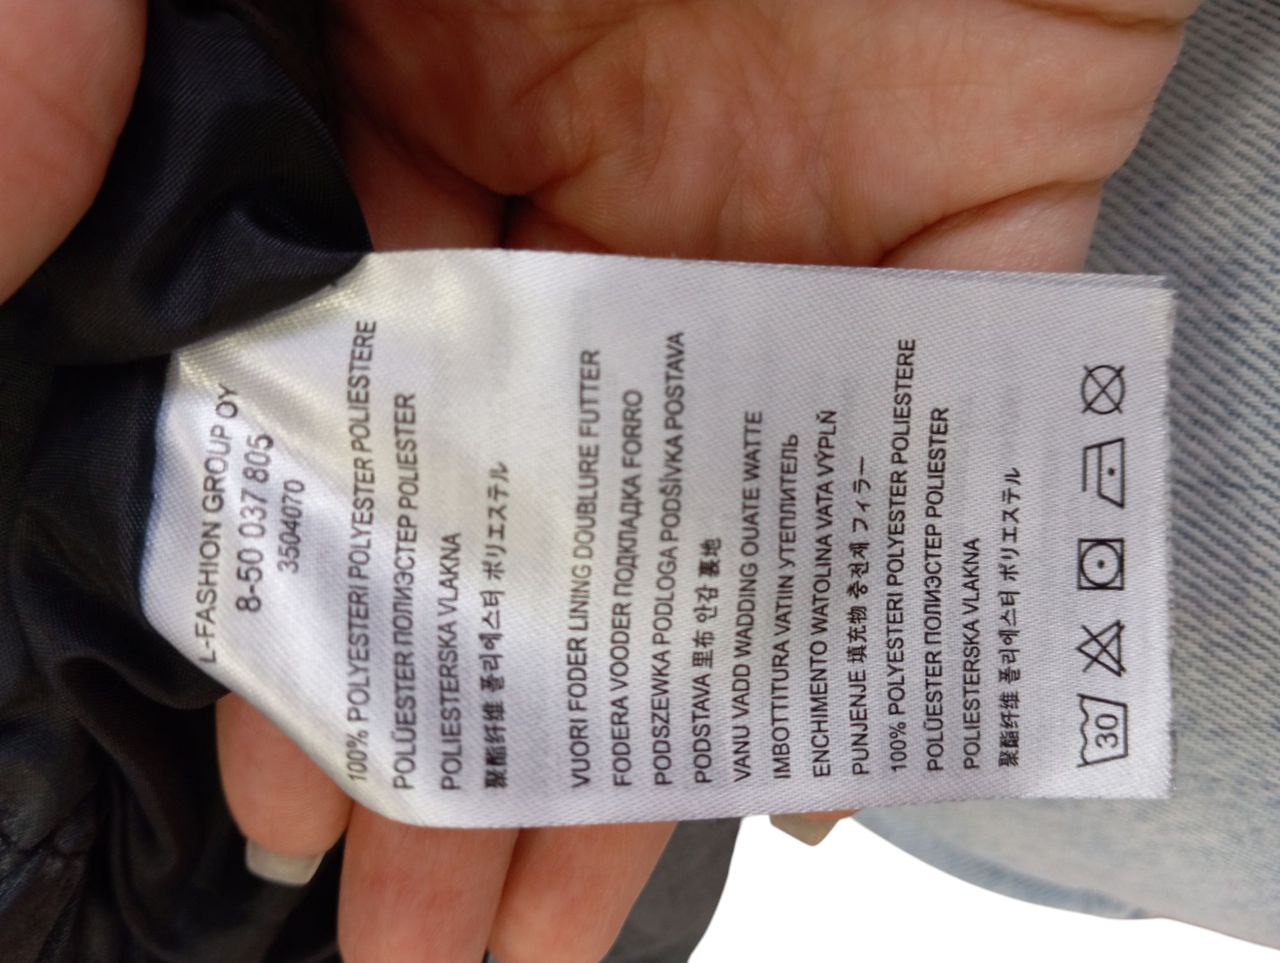 L-FASHION GROUP OY
8-50 037 805
3504070
100% POLYESTERI POLYESTER POLIESTERE
POLÜESTER ПОЛИЭСТЕР POLIESTER
POLIESTERSKA VLAKNA
聚酯纤维 폴리에스터 ポリエステル
VUORI FODER LINING DOUBLURE FUTTER
FODERA VOODER ПОДКЛАДКА FORRO
PODSZEWKA PODLOGA PODŠÍVKA POSTAVA
PODSTAVA 里布 안감 裏地
VANU VADD WADDING OUATE WATTE
IMBOTTITURA VATIIN УТЕПЛИТЕЛЬ
ENCHIMENTO WATOLINA VATA VÝPLŇ
PUNJENJE 填充物 충전제 フィラー
100% POLYESTERI POLYESTER POLIESTERE
POLÜESTER ПОЛИЭСТЕР POLIESTER
POLIESTERSKA VLAKNA
聚酯纤维 폴리에스터 ポリエステル
30